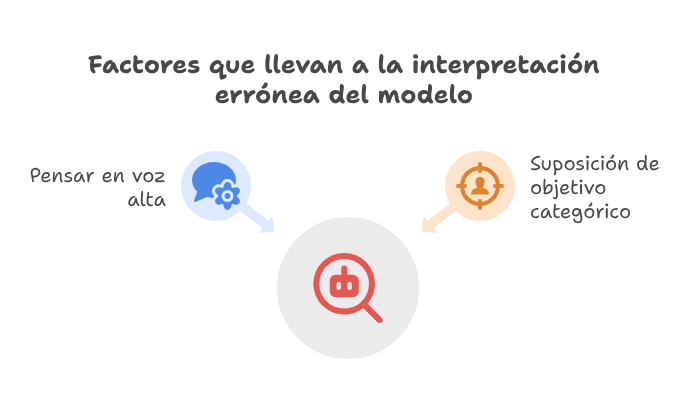 Factores que llevan a la interpretación
errónea del modelo
Pensar en voz
alta
Suposición de
objetivo
categórico